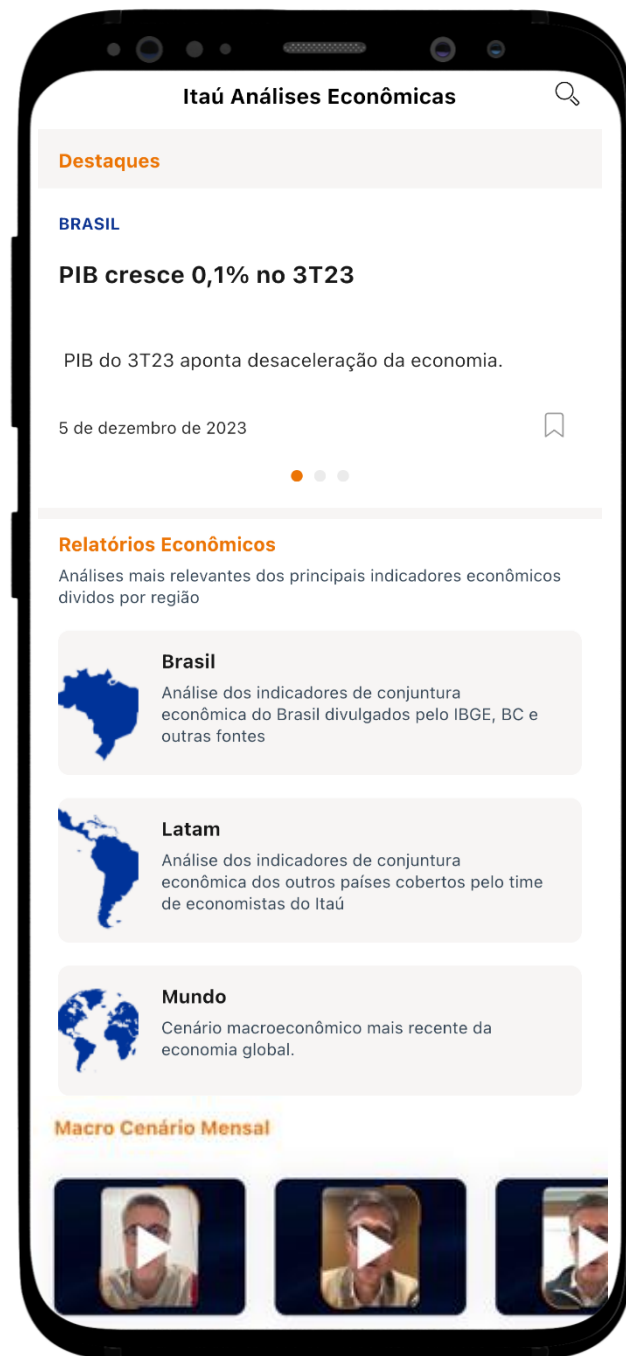 Itaú Análises Econômicas
Destaques
BRASIL
PIB cresce 0,1% no 3T23
PIB do 3T23 aponta desaceleração da economia.
5 de dezembro de 2023
Relatórios Econômicos
Análises mais relevantes dos principais indicadores econômicos
dividos por região
Brasil
Análise dos indicadores de conjuntura
econômica do Brasil divulgados pelo IBGE, BC e
outras fontes
Latam
Análise dos indicadores de conjuntura
econômica dos outros países cobertos pelo time
de economistas do Itaú
Mundo
Cenário macroeconômico mais recente da
economia global.
Macro Cenário Mensal